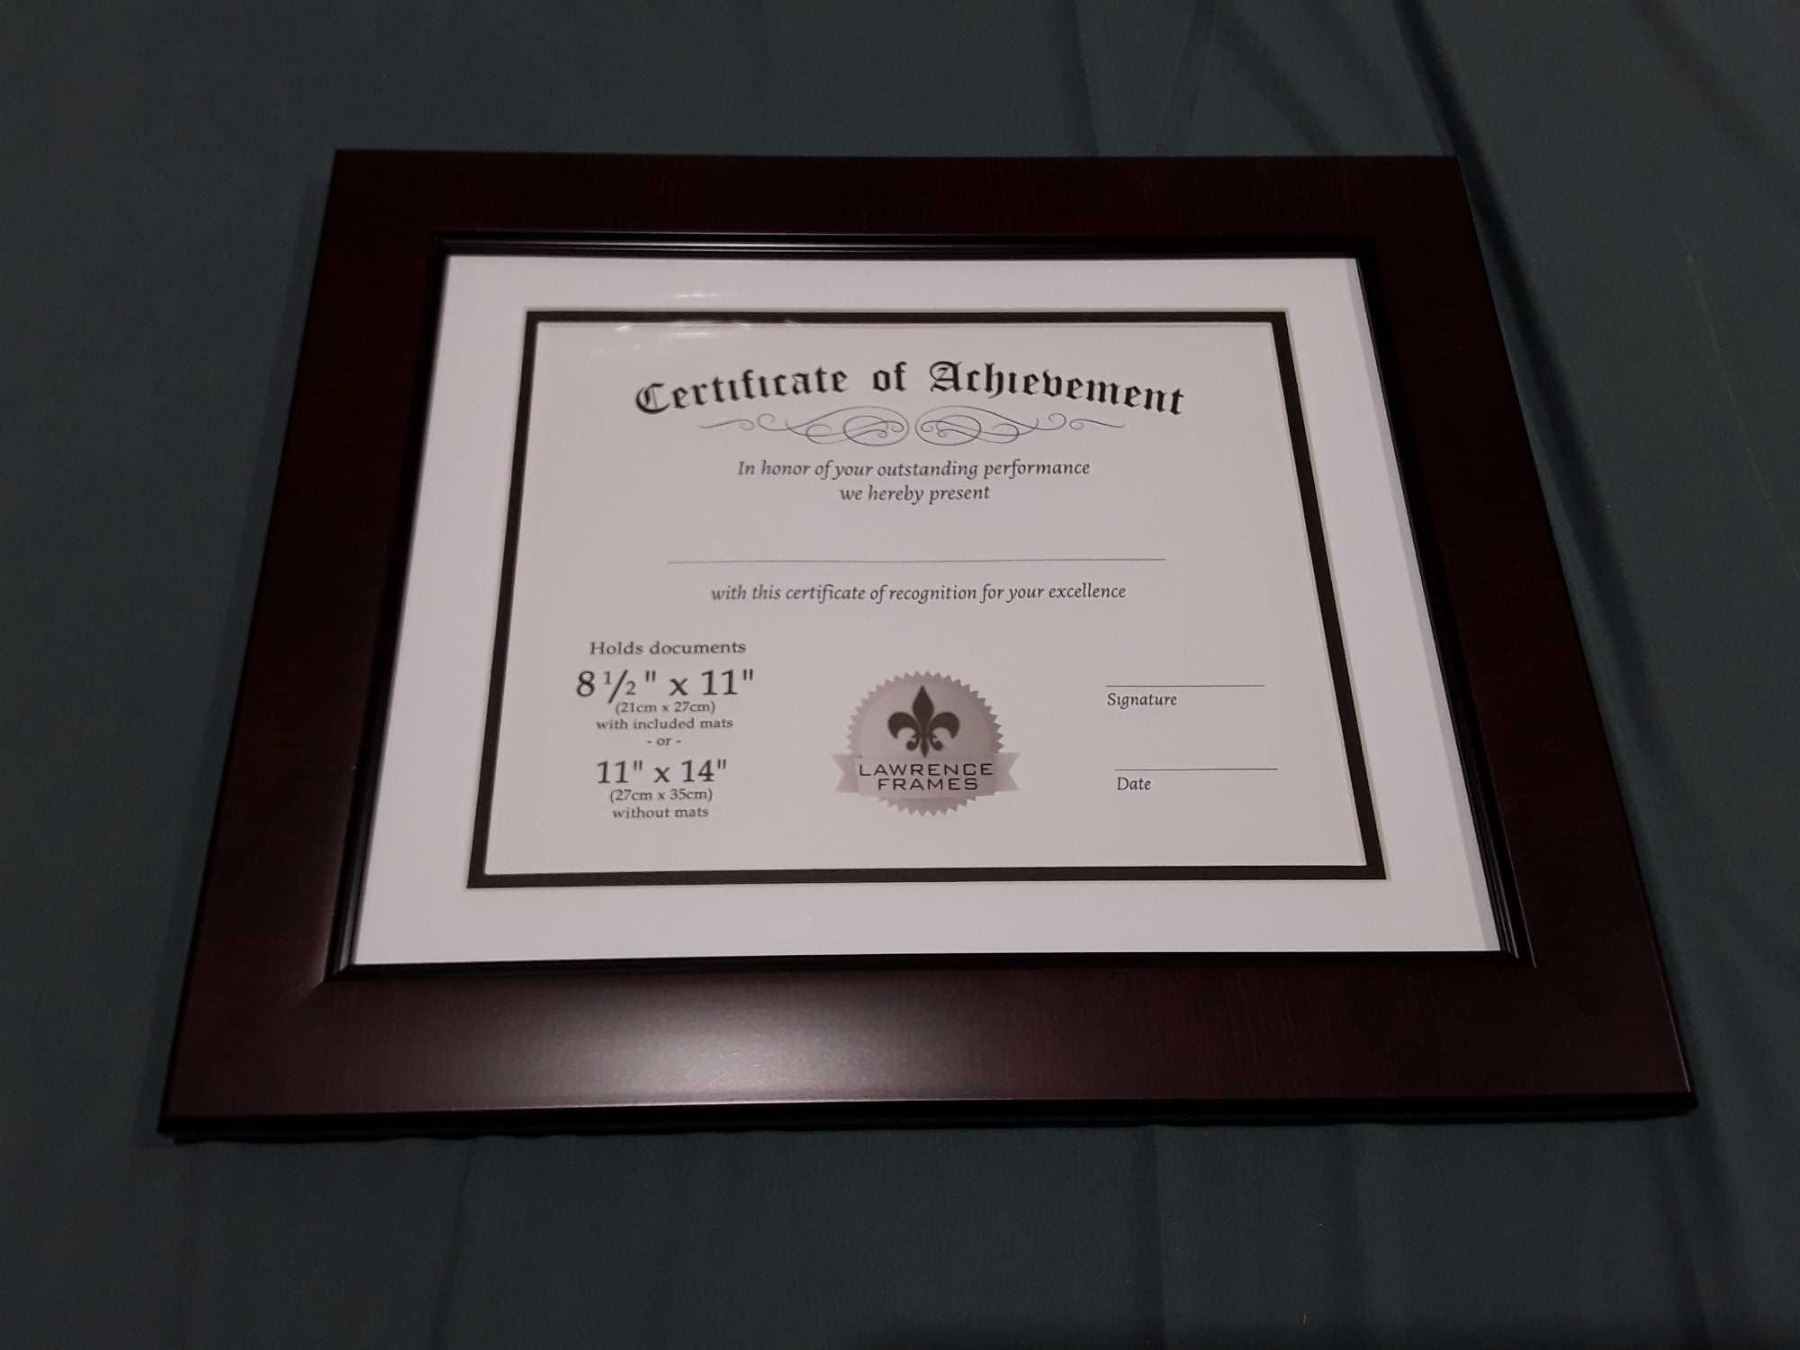 Certificate of Achievement
In honor of your outstanding performance
we hereby present
with this certificate of recognition for your excellence
Holds documents
8 1/2" x 11"
(21cm x 27cm)
with included mats
- or -
11" x 14"
(27cm x 35cm)
without mats
LAWRENCE
FRAMES
Signature
Date